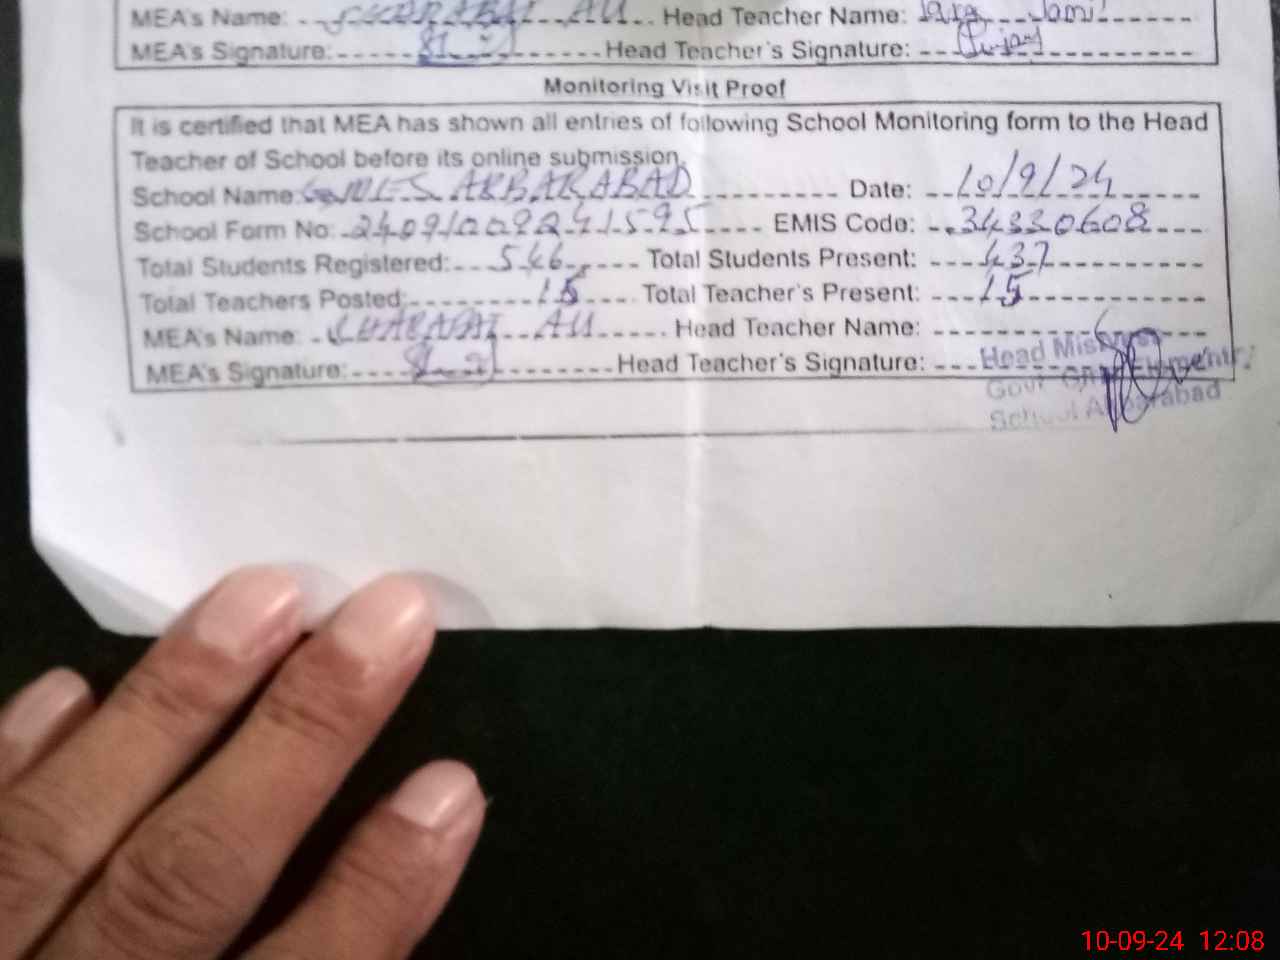 MEA's Name: Head Teacher Name:
MEA's Signature: Head Teacher's Signature:
Monitoring Visit Proof
It is certified that MEA has shown all entries of following School Monitoring form to the Head
Teacher of School before its online submission.
School Name: AKBARABAD Date: 10/9/24
School Form No: EMIS Code: 34330608
Total Students Registered: 546 Total Students Present: 437
Total Teachers Posted: 15 Total Teacher's Present: 15
MEA's Name: Head Teacher Name:
MEA's Signature: Head Teacher's Signature:
Head Mistress
Govt. Elementary
School Akbarabad
10-09-24 12:08